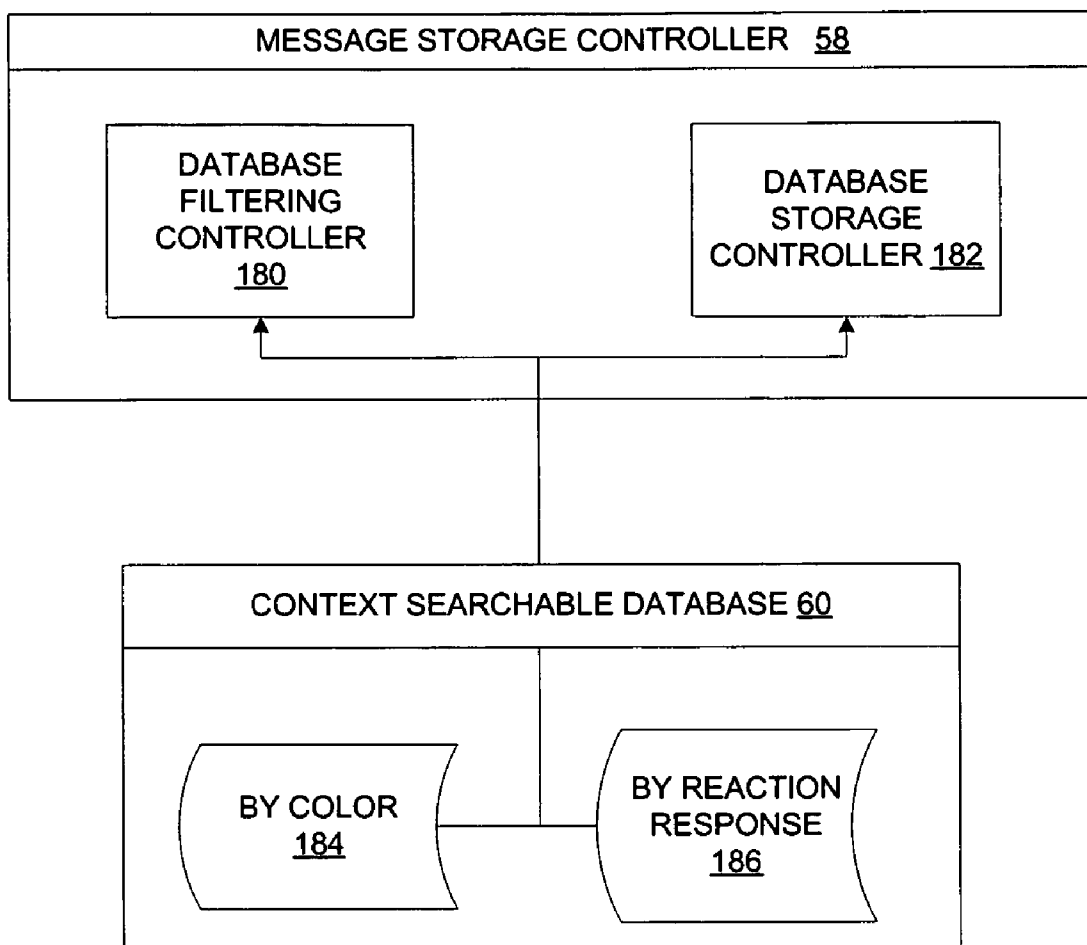 MESSAGE STORAGE CONTROLLER 58
DATABASE
FILTERING
CONTROLLER
180
DATABASE
STORAGE
CONTROLLER 182
CONTEXT SEARCHABLE DATABASE 60
BY COLOR
184
BY REACTION
RESPONSE
186